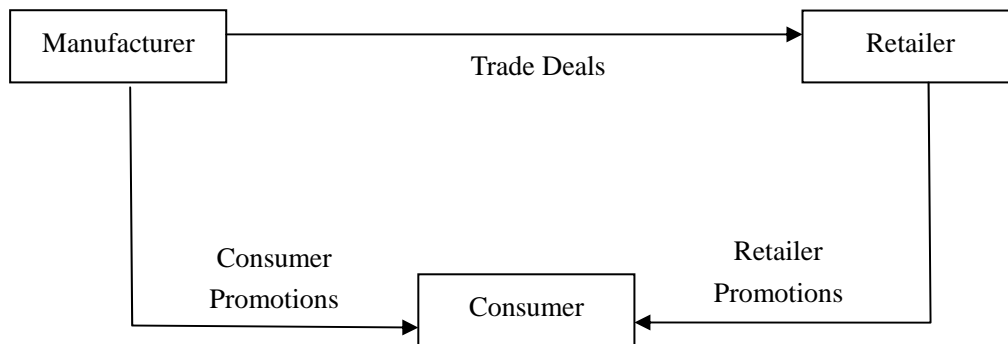 Manufacturer
Retailer
Trade Deals
Consumer
Promotions
Retailer
Promotions
Consumer